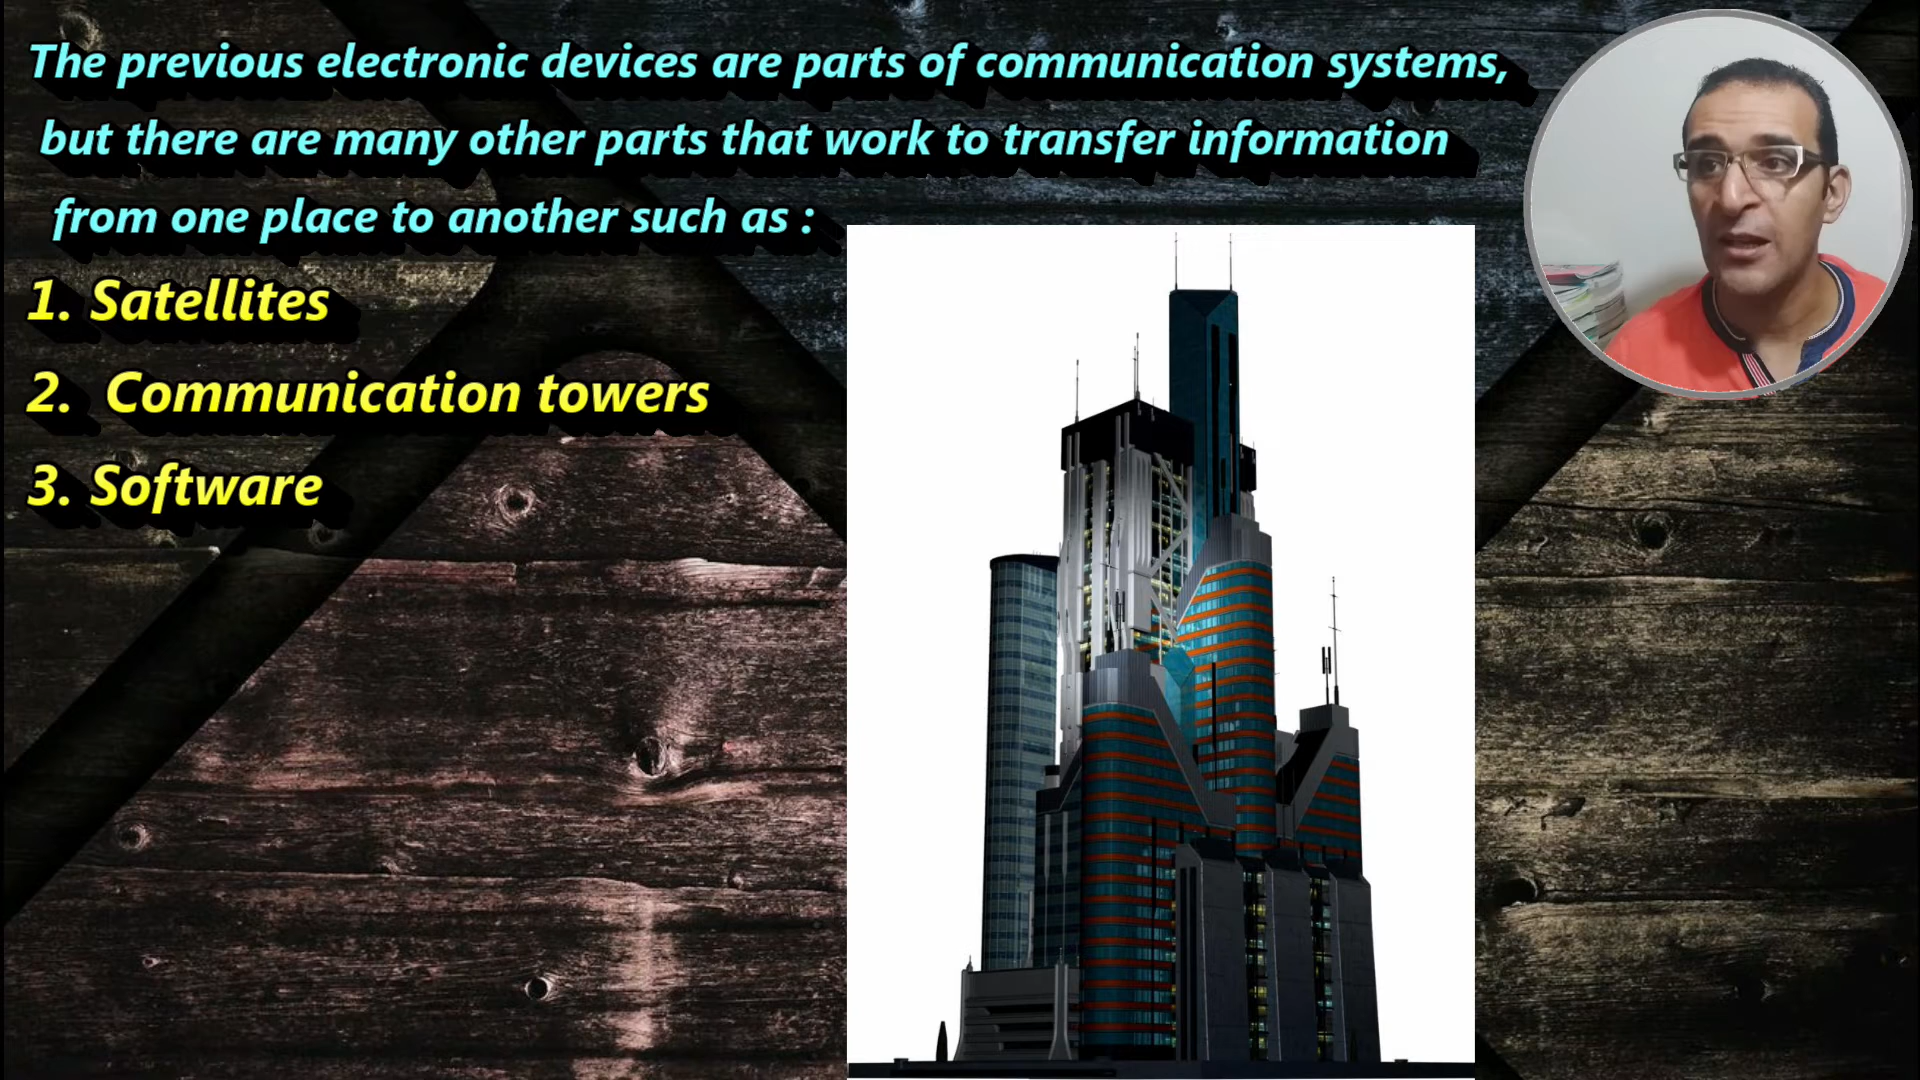 The previous electronic devices are parts of communication systems,
but there are many other parts that work to transfer information
from one place to another such as :
1. Satellites
2. Communication towers
3. Software